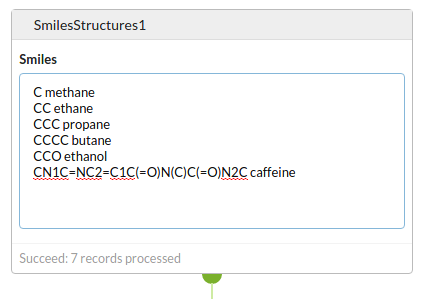 SmilesStructures1
Smiles
C methane
CC ethane
CCC propane
CCCC butane
CCO ethanol
CN1C=NC2=C1C(=O)N(C)C(=O)N2C caffeine
Succeed: 7 records processed